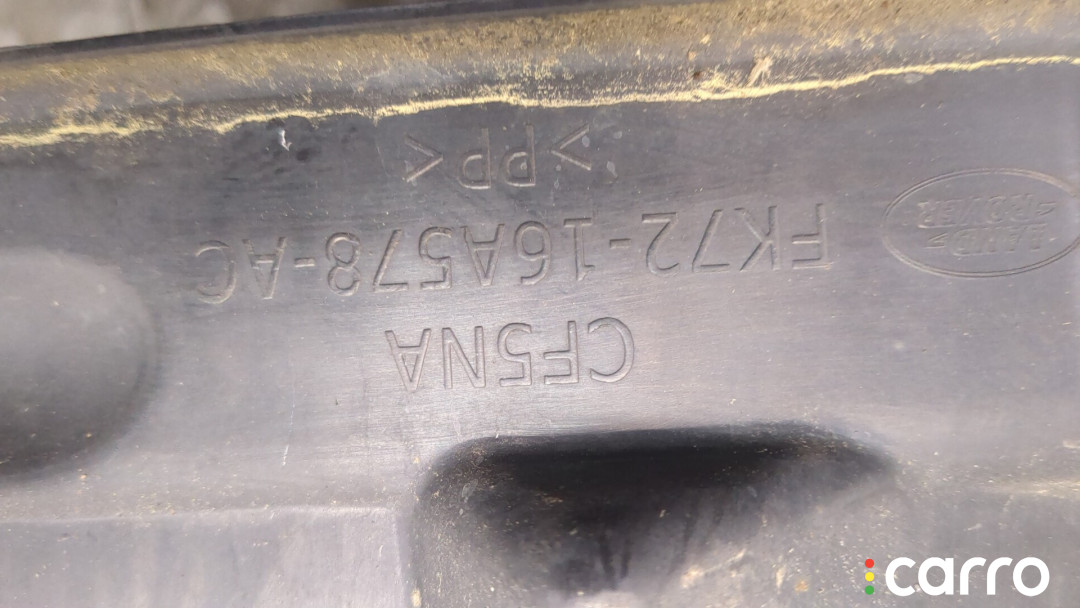 >PP<
LAND
ROVER
FK72-16A578-AC
CF5NA
carro